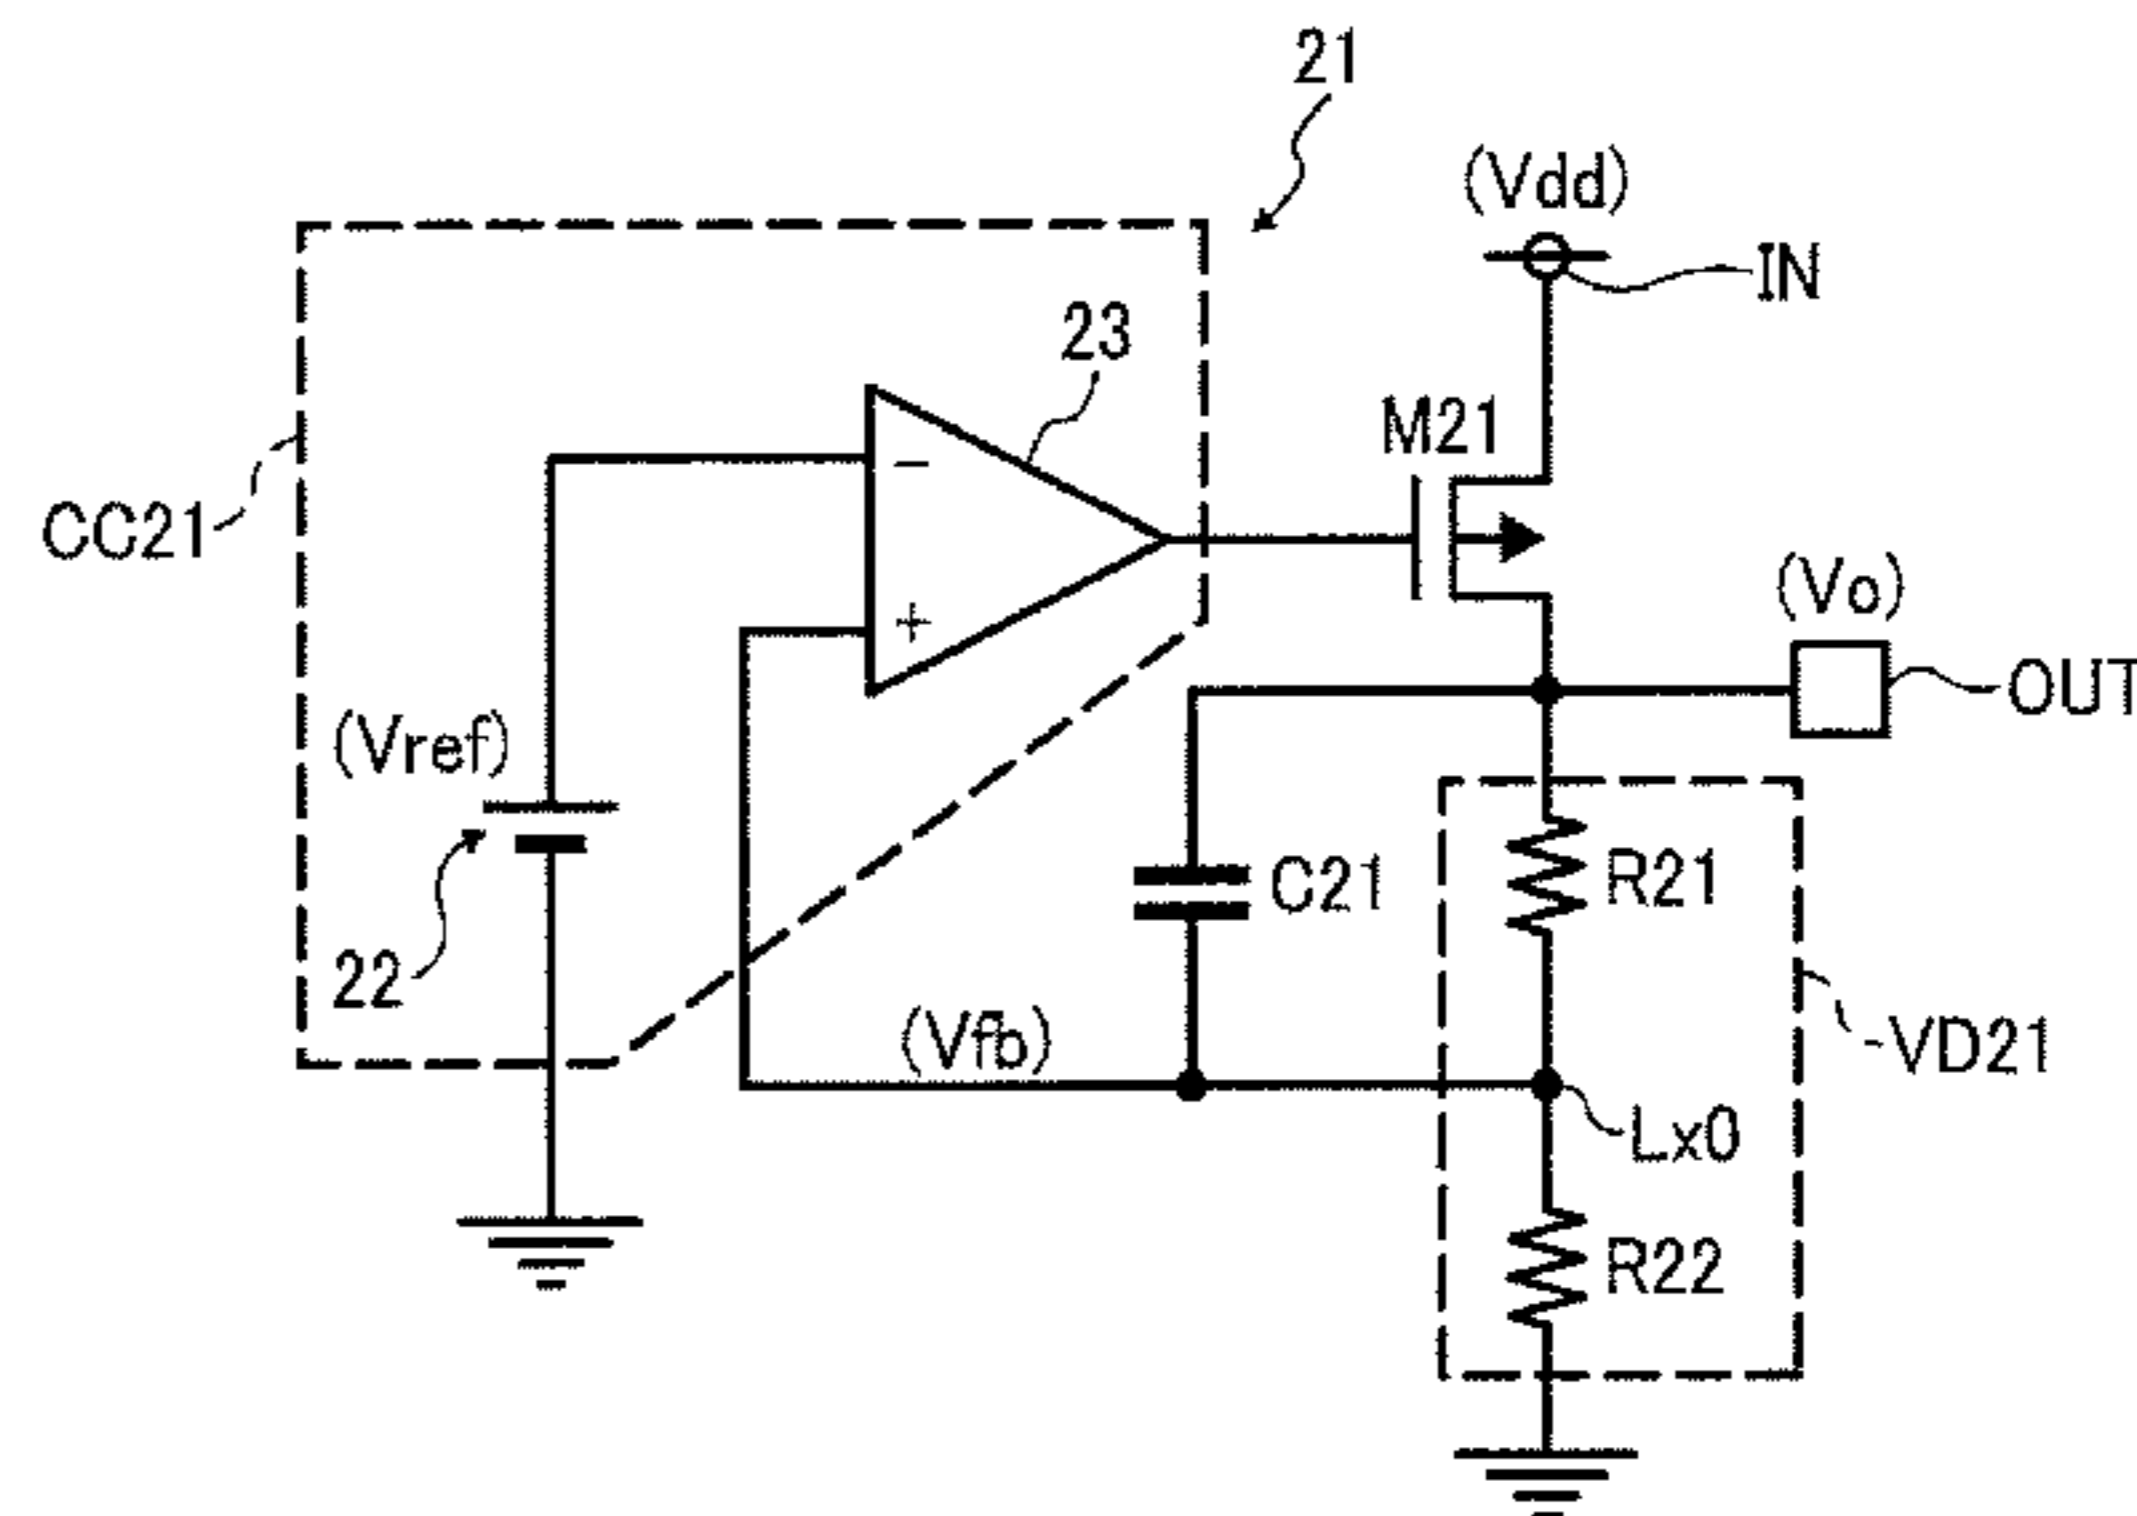 21
(Vdd)
IN
23
M21
CC21
−
+
(Vo)
OUT
(Vref)
22
C21
R21
(Vfb)
VD21
Lx0
R22